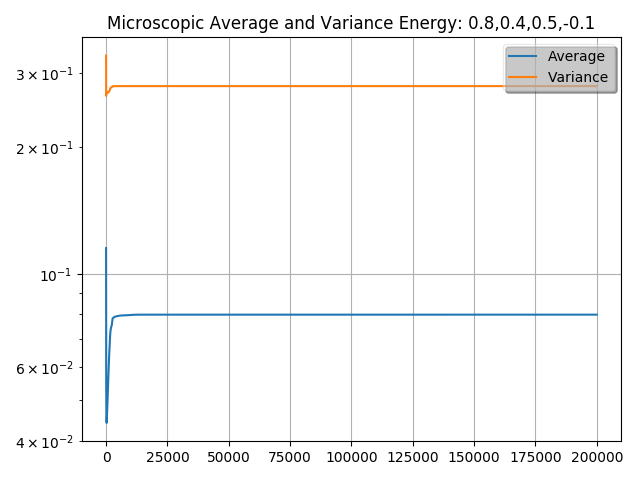 Microscopic Average and Variance Energy: 0.8,0.4,0.5,-0.1
Average
Variance
3 × 10⁻¹
2 × 10⁻¹
10⁻¹
6 × 10⁻²
4 × 10⁻²
0 25000 50000 75000 100000 125000 150000 175000 200000